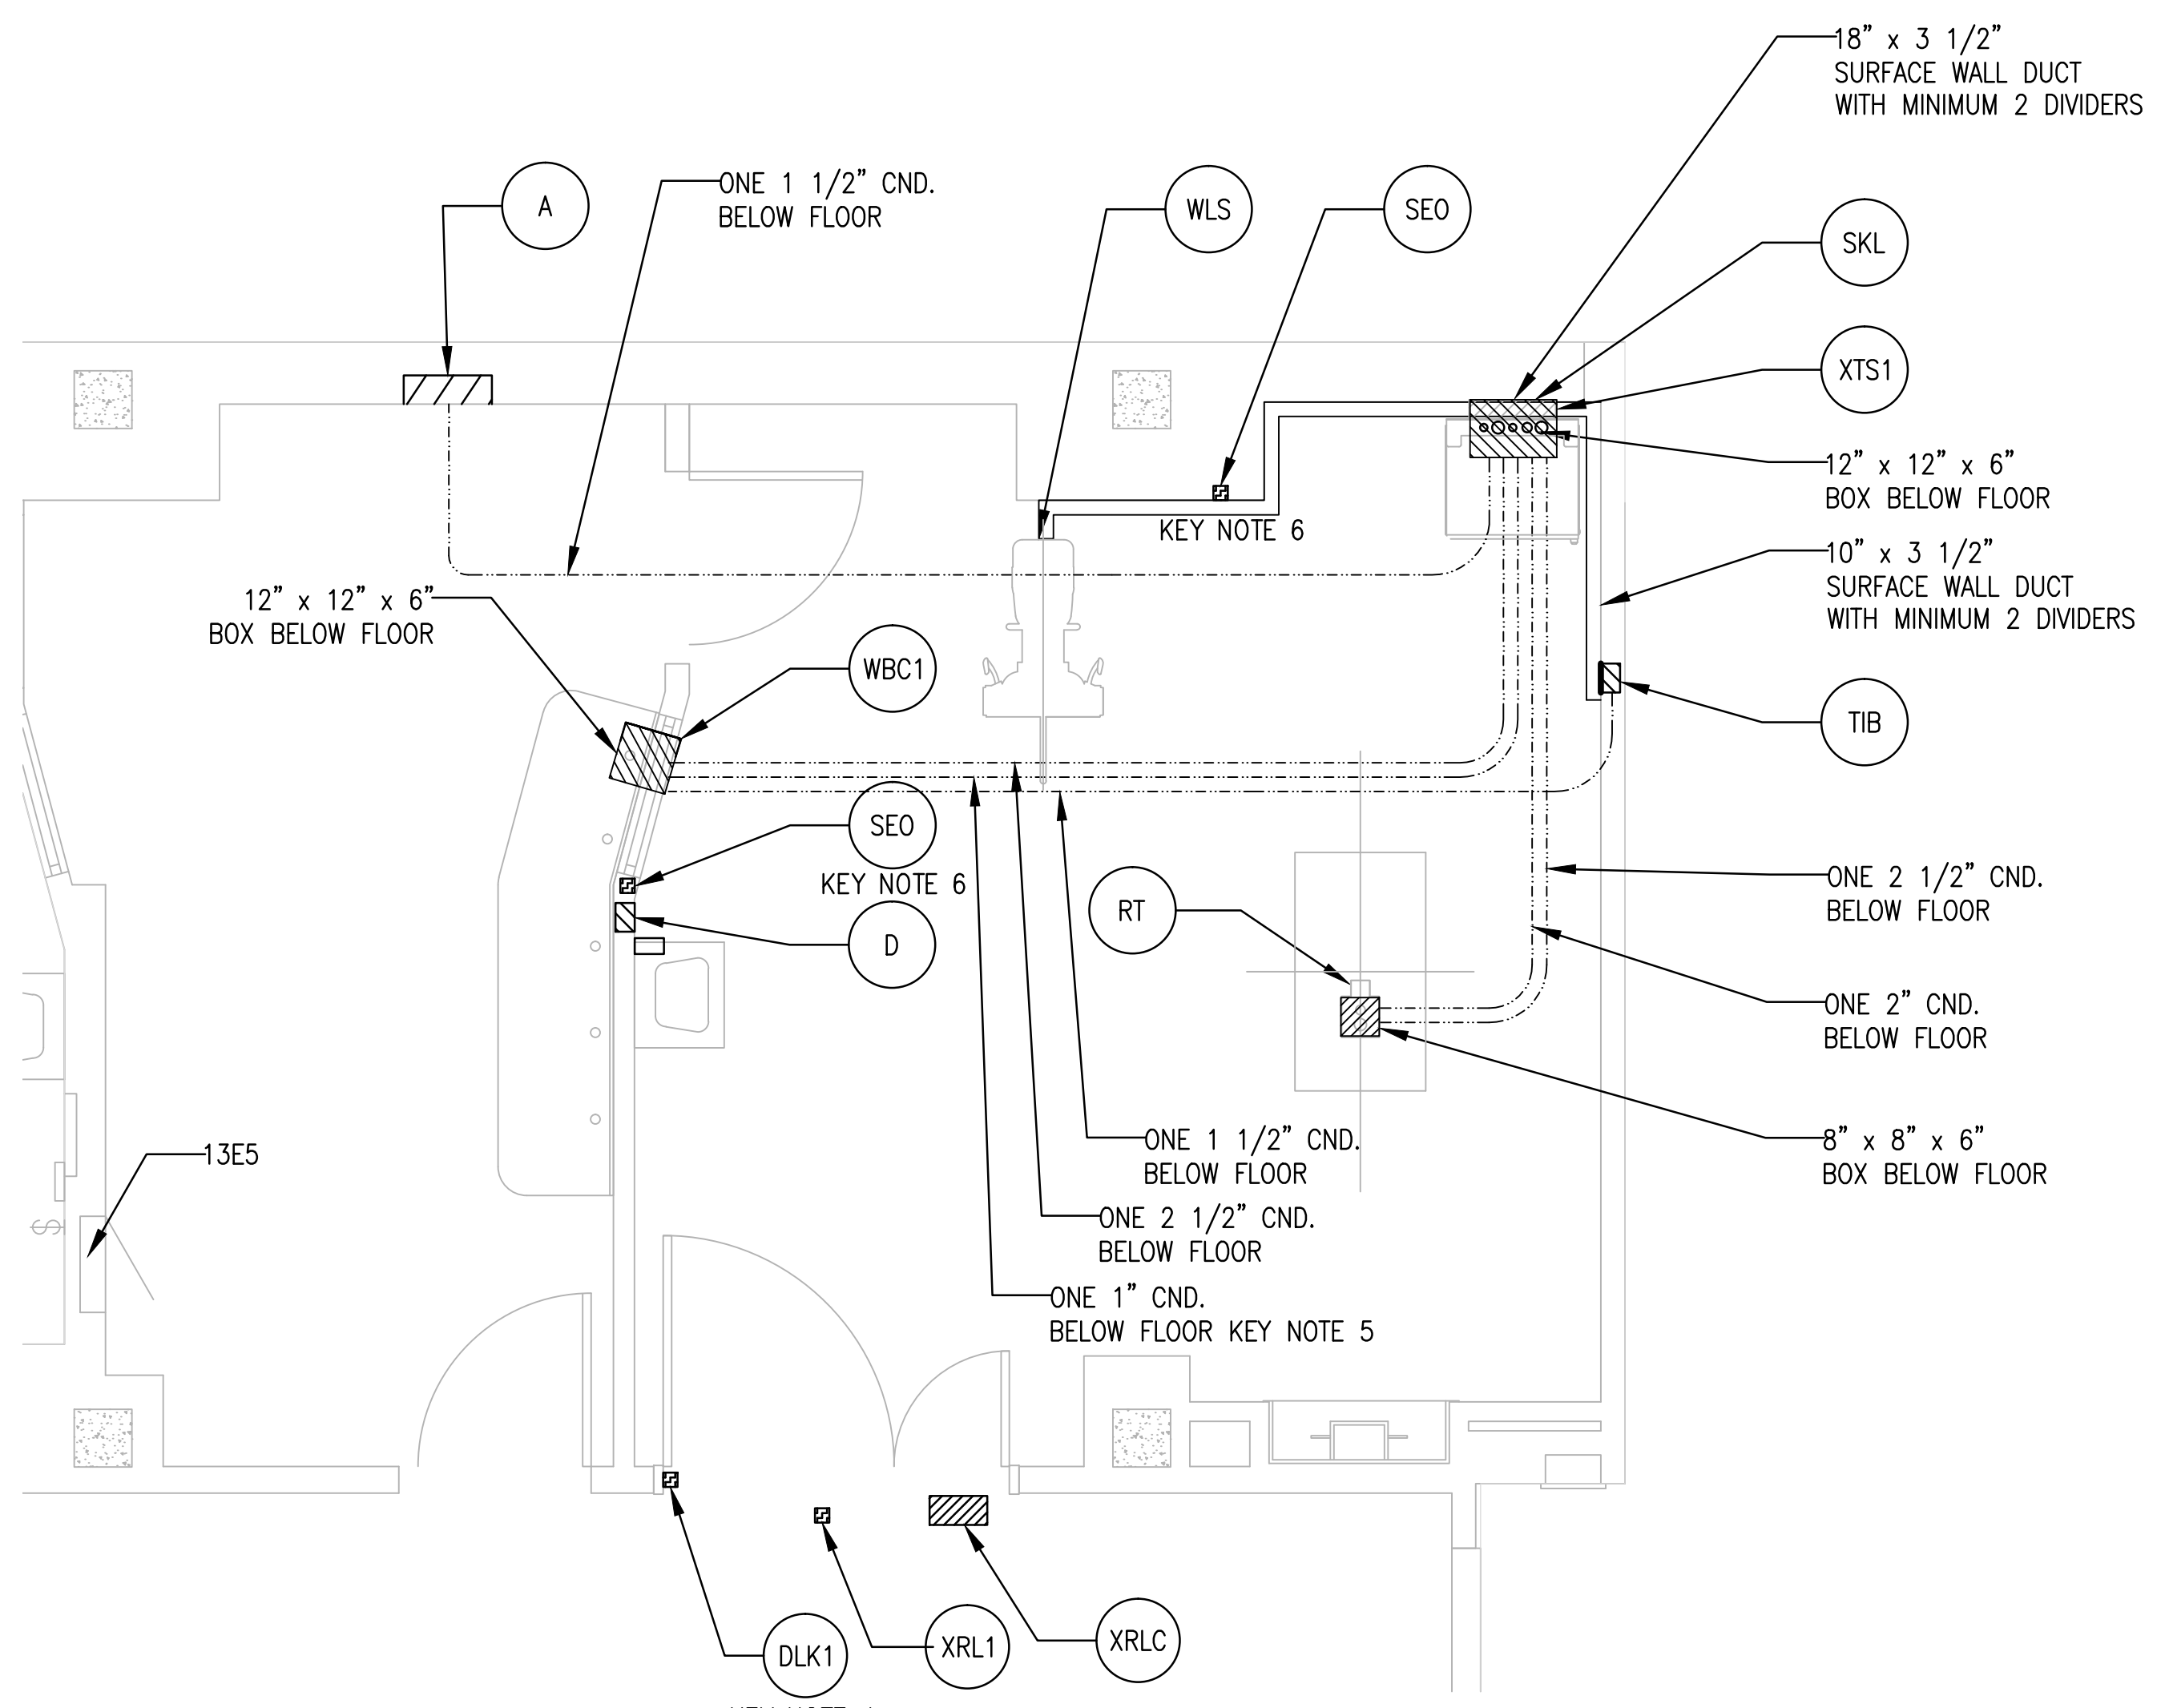 18" x 3 1/2"
SURFACE WALL DUCT
WITH MINIMUM 2 DIVIDERS
A
ONE 1 1/2" CND.
BELOW FLOOR
WLS
SEO
SKL
XTS1
12" x 12" x 6"
BOX BELOW FLOOR
KEY NOTE 6
10" x 3 1/2"
SURFACE WALL DUCT
WITH MINIMUM 2 DIVIDERS
12" x 12" x 6"
BOX BELOW FLOOR
WBC1
TIB
SEO
KEY NOTE 6
D
RT
ONE 2 1/2" CND.
BELOW FLOOR
ONE 2" CND.
BELOW FLOOR
8" x 8" x 6"
BOX BELOW FLOOR
ONE 1 1/2" CND.
BELOW FLOOR
13E5
$
ONE 2 1/2" CND.
BELOW FLOOR
ONE 1" CND.
BELOW FLOOR KEY NOTE 5
DLK1
XRL1
XRLC